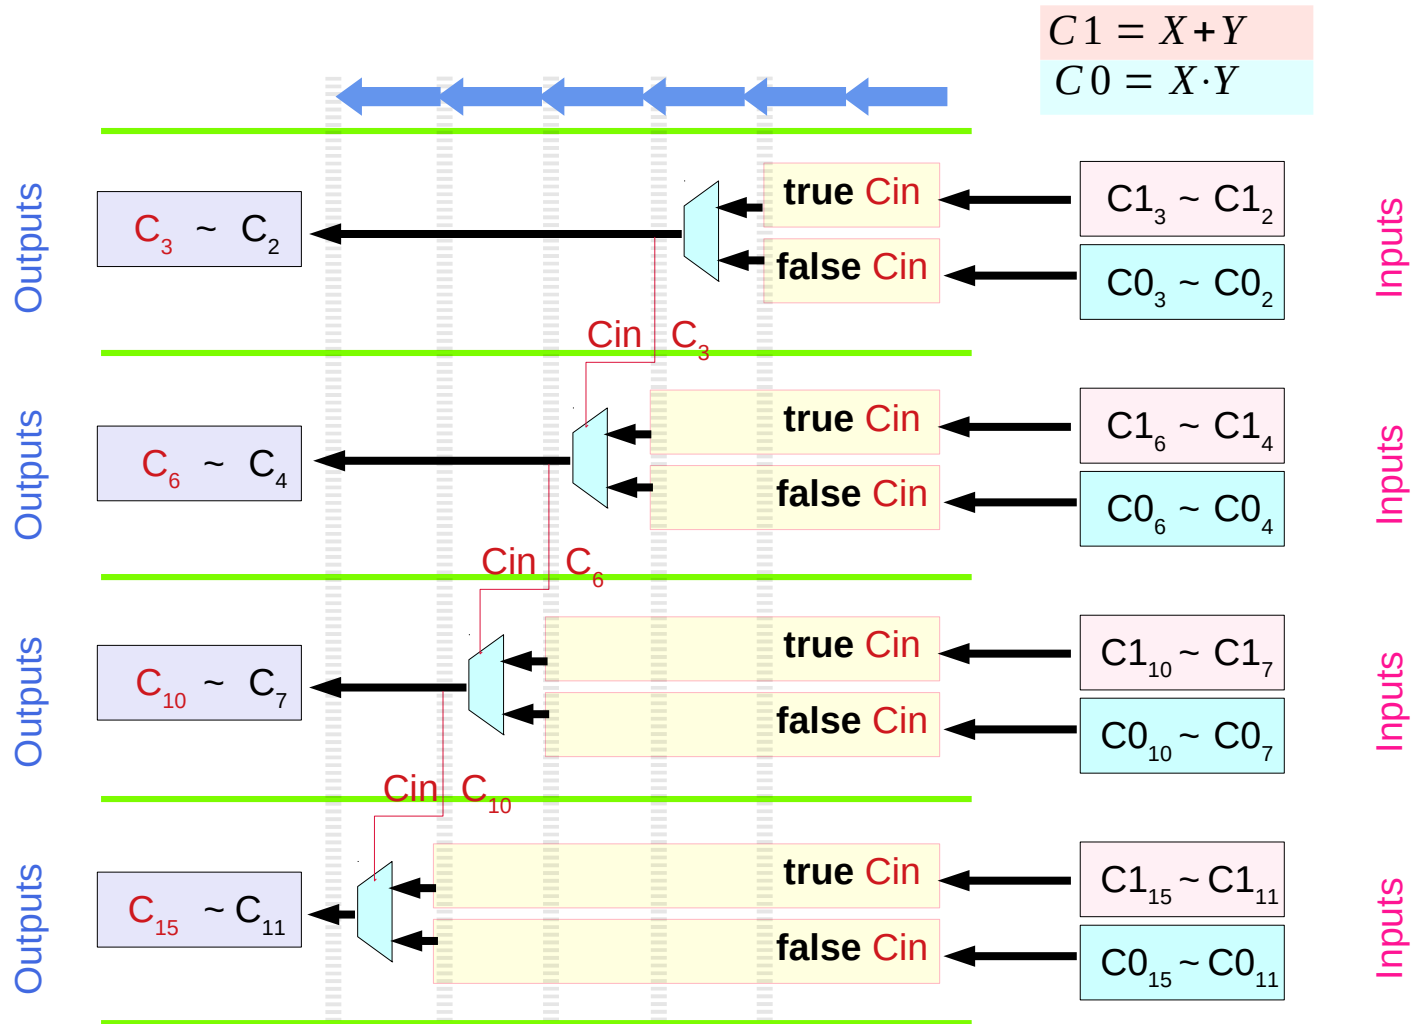 C1 = X+Y
C0 = X·Y
Outputs
C₃ ~ C₂
true Cin
false Cin
C1₃ ~ C1₂
C0₃ ~ C0₂
Inputs
Cin C₃
Outputs
C₆ ~ C₄
true Cin
false Cin
C1₆ ~ C1₄
C0₆ ~ C0₄
Inputs
Cin C₆
Outputs
C₁₀ ~ C₇
true Cin
false Cin
C1₁₀ ~ C1₇
C0₁₀ ~ C0₇
Inputs
Cin C₁₀
Outputs
C₁₅ ~ C₁₁
true Cin
false Cin
C1₁₅ ~ C1₁₁
C0₁₅ ~ C0₁₁
Inputs